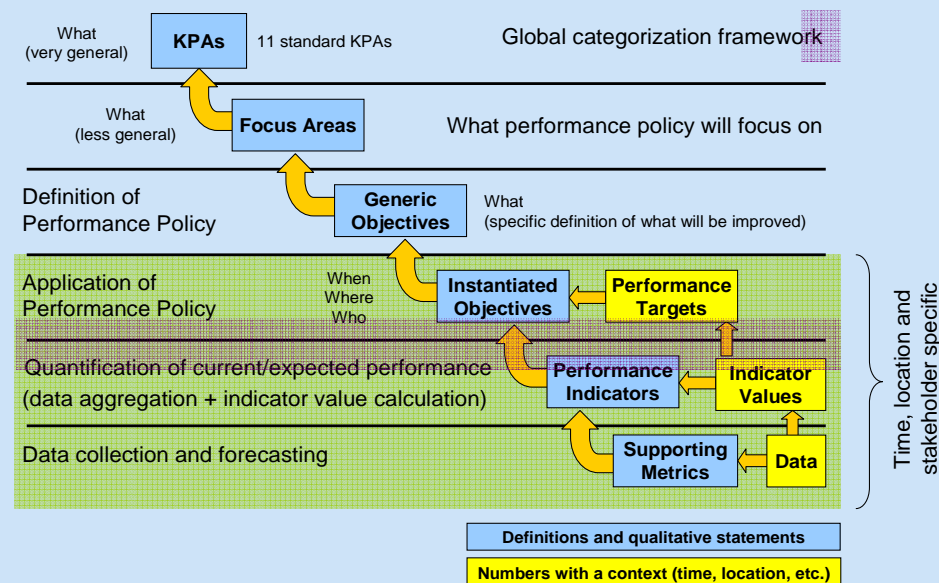 What
(very general)
KPAs
11 standard KPAs
Global categorization framework
What
(less general)
Focus Areas
What performance policy will focus on
Definition of
Performance Policy
Generic
Objectives
What
(specific definition of what will be improved)
Application of
Performance Policy
When
Where
Who
Instantiated
Objectives
Performance
Targets
Quantification of current/expected performance
(data aggregation + indicator value calculation)
Performance
Indicators
Indicator
Values
Data collection and forecasting
Supporting
Metrics
Data
Time, location and
stakeholder specific
Definitions and qualitative statements
Numbers with a context (time, location, etc.)